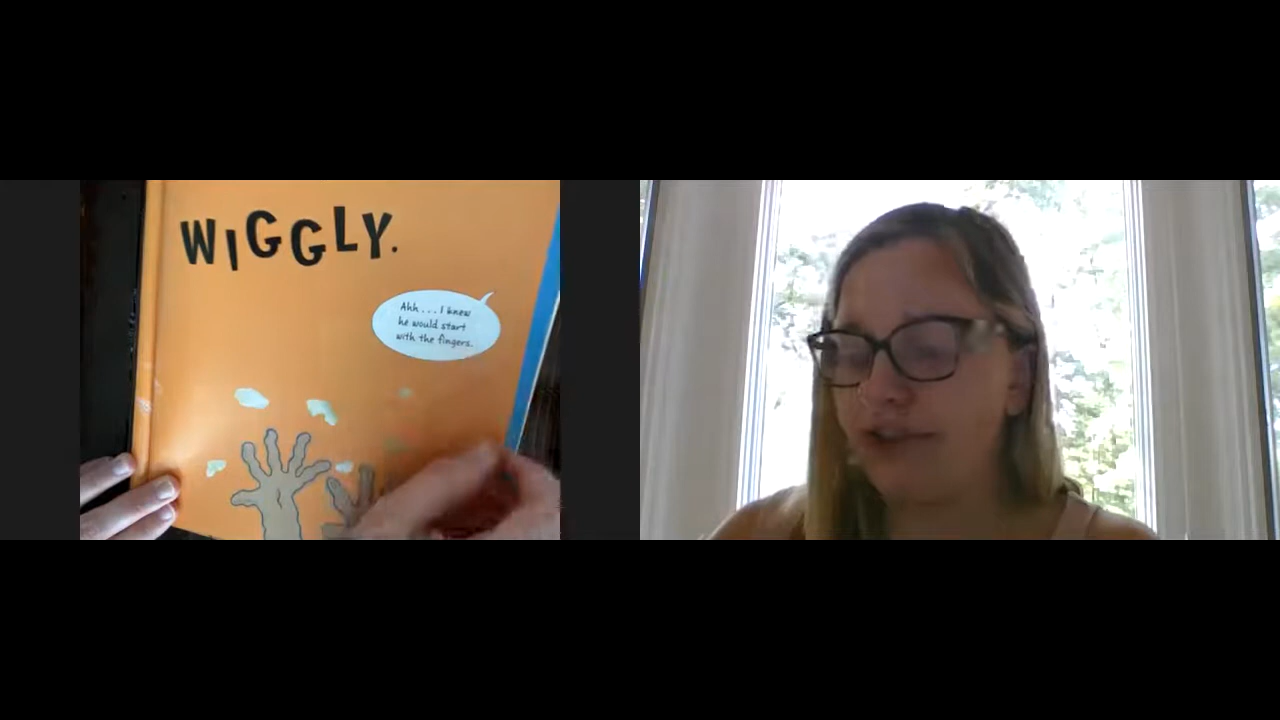 WIGGLY.
Ahh . . . I knew
he would start
with the fingers.